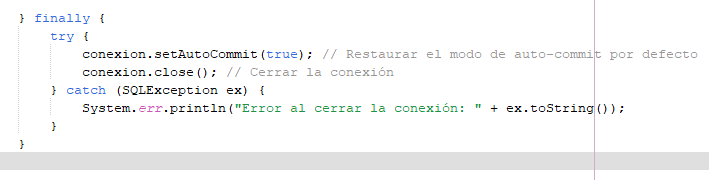 } finally {
try {
conexion.setAutoCommit(true); // Restaurar el modo de auto-commit por defecto
conexion.close(); // Cerrar la conexión
} catch (SQLException ex) {
System.err.println("Error al cerrar la conexión: " + ex.toString());
}
}